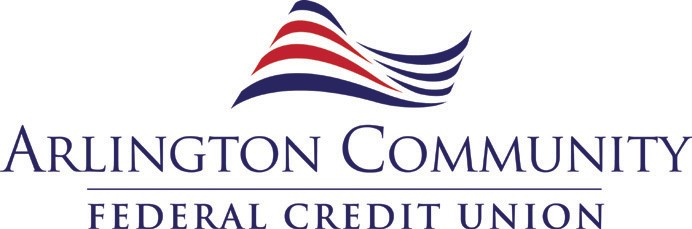 ARLINGTON COMMUNITY
FEDERAL CREDIT UNION